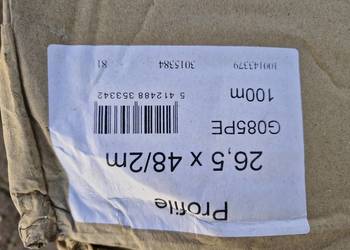 Profile
26,5 x 48/2m
G085PE
100m
5 412488 353342
100143379 3015384 81